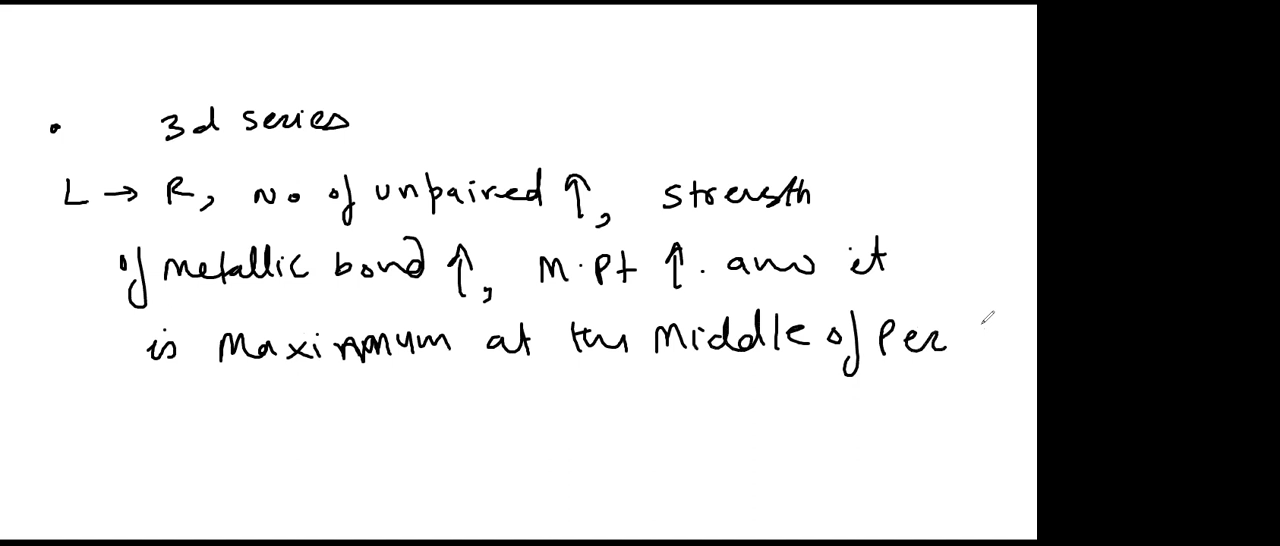 • 3d series
L → R, No of unpaired ↑, strength
of metallic bond ↑, M.Pt ↑. and it
is Maximum at the Middle of Per